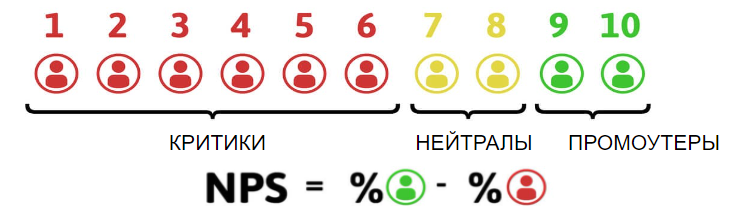 1 2 3 4 5 6 7 8 9 10
КРИТИКИ НЕЙТРАЛЫ ПРОМОУТЕРЫ
NPS = % - %